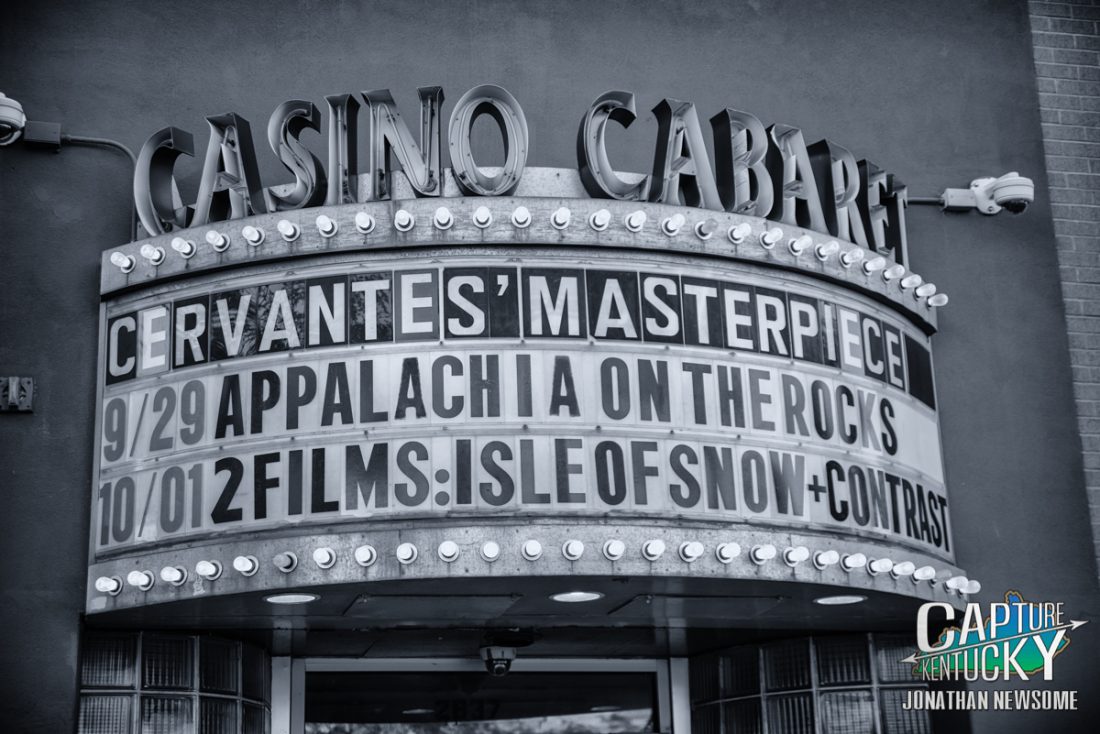 CASINO CABARET
CERVANTES' MASTERPIECE
9/29 APPALACHIA ON THE ROCKS
10/01 2 FILMS: ISLE OF SNOW + CONTRAST
2637
CAPTURE
KENTUCKY
JONATHAN NEWSOME